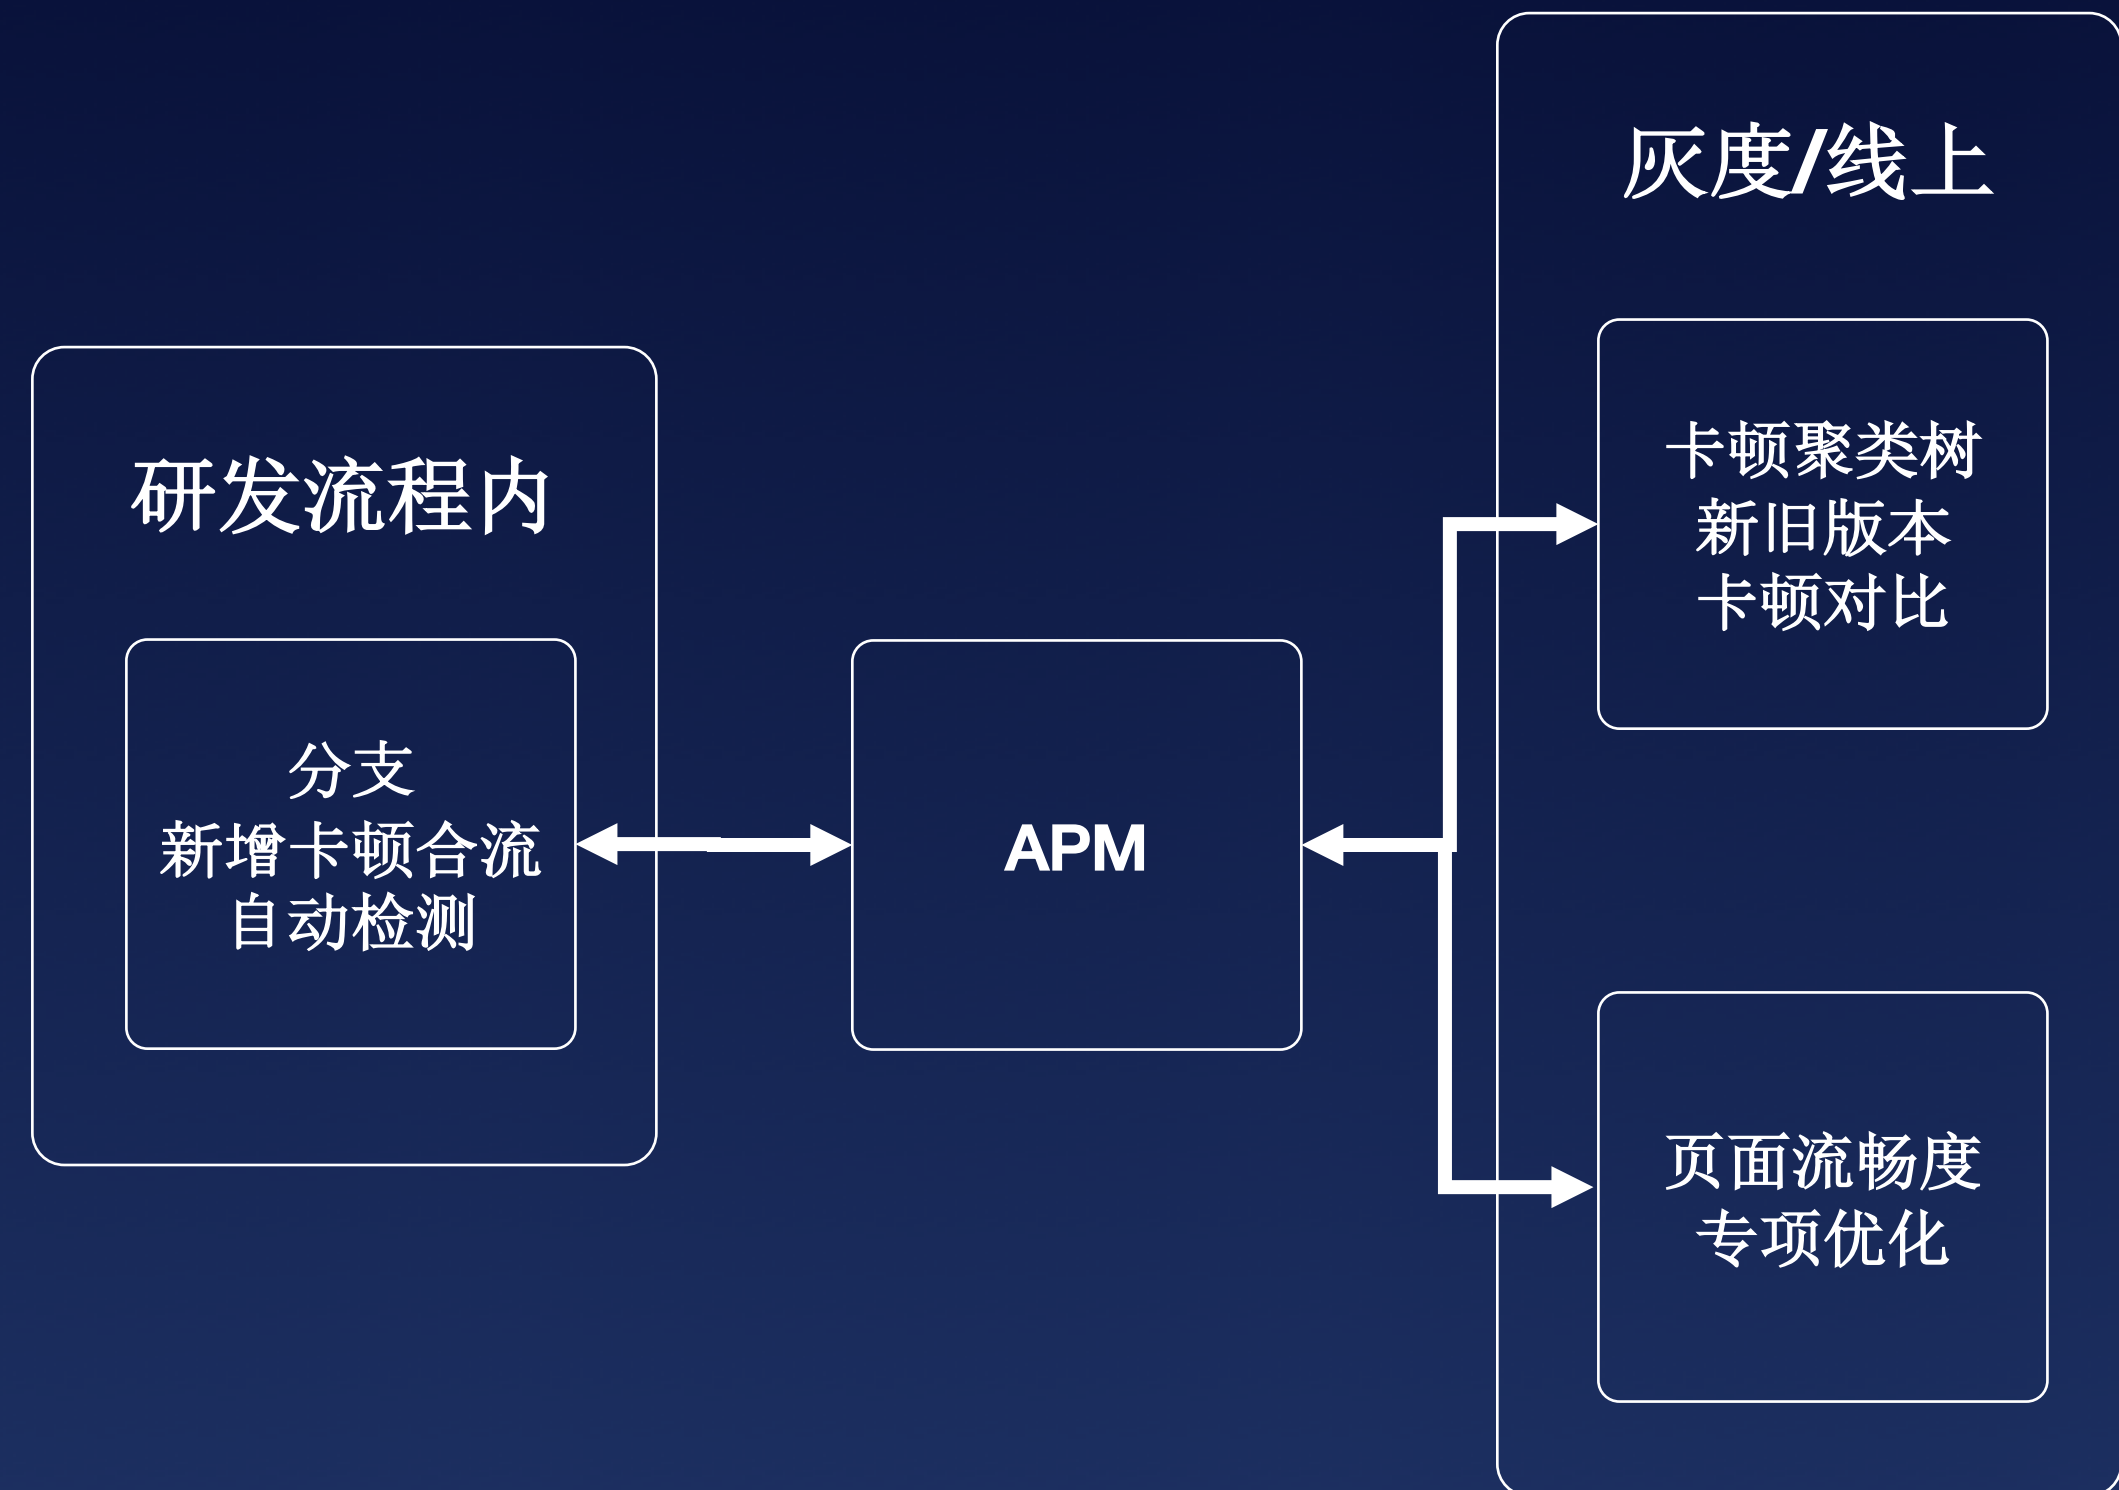 研发流程内
分支
新增卡顿合流
自动检测
APM
灰度/线上
卡顿聚类树
新旧版本
卡顿对比
页面流畅度
专项优化